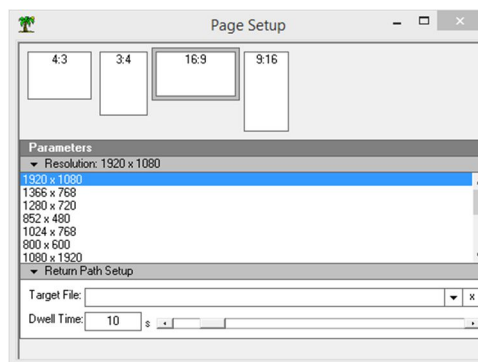 Page Setup
4:3 3:4 16:9 9:16
Parameters
Resolution: 1920 x 1080
1920 x 1080
1366 x 768
1280 x 720
852 x 480
1024 x 768
800 x 600
1080 x 1920
Return Path Setup
Target File: x
Dwell Time: 10 s